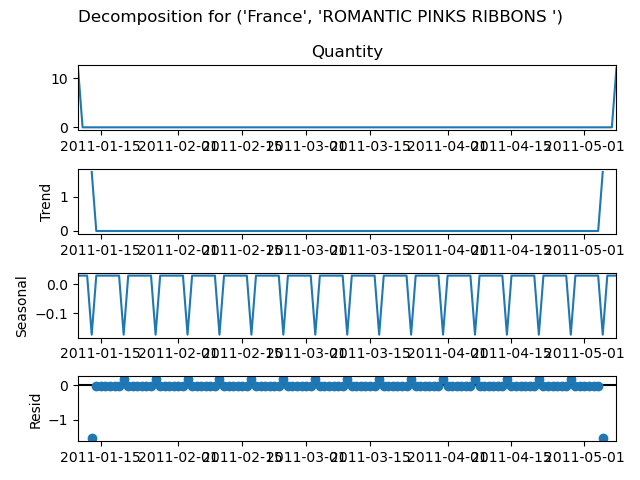 Decomposition for ('France', 'ROMANTIC PINKS RIBBONS ')
Quantity
10
0
2011-01-15 2011-02-01 2011-02-15 2011-03-01 2011-03-15 2011-04-01 2011-04-15 2011-05-01
Trend
1
0
2011-01-15 2011-02-01 2011-02-15 2011-03-01 2011-03-15 2011-04-01 2011-04-15 2011-05-01
Seasonal
0.0
−0.1
2011-01-15 2011-02-01 2011-02-15 2011-03-01 2011-03-15 2011-04-01 2011-04-15 2011-05-01
Resid
0
−1
2011-01-15 2011-02-01 2011-02-15 2011-03-01 2011-03-15 2011-04-01 2011-04-15 2011-05-01